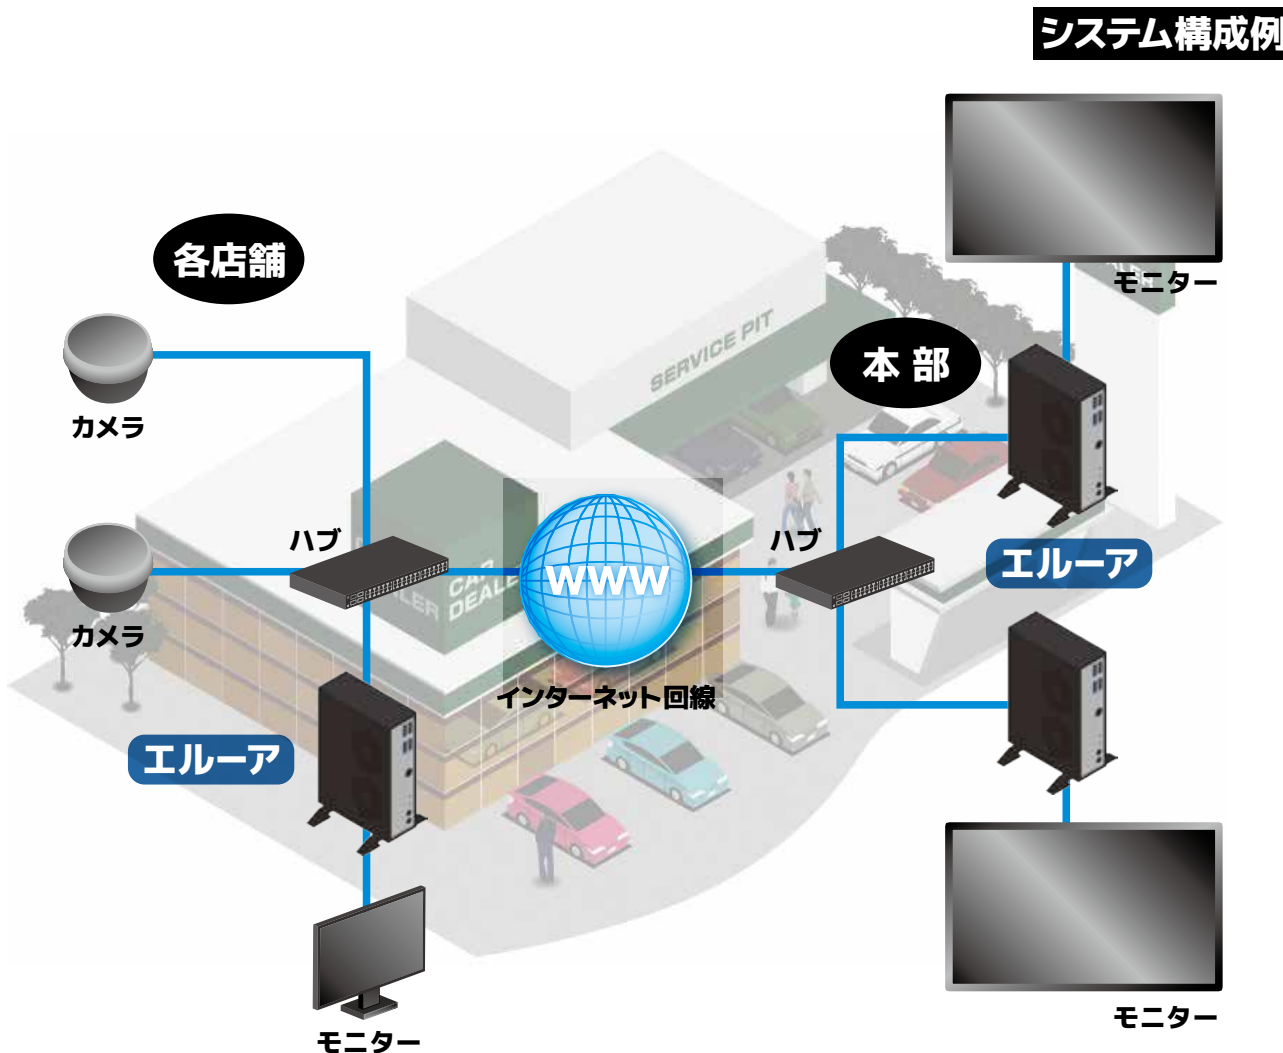 システム構成例
モニター
各店舗
SERVICE PIT
本 部
カメラ
ハブ
ハブ
エルーア
WWW
CAR
DEALER
カメラ
インターネット回線
エルーア
モニター
モニター